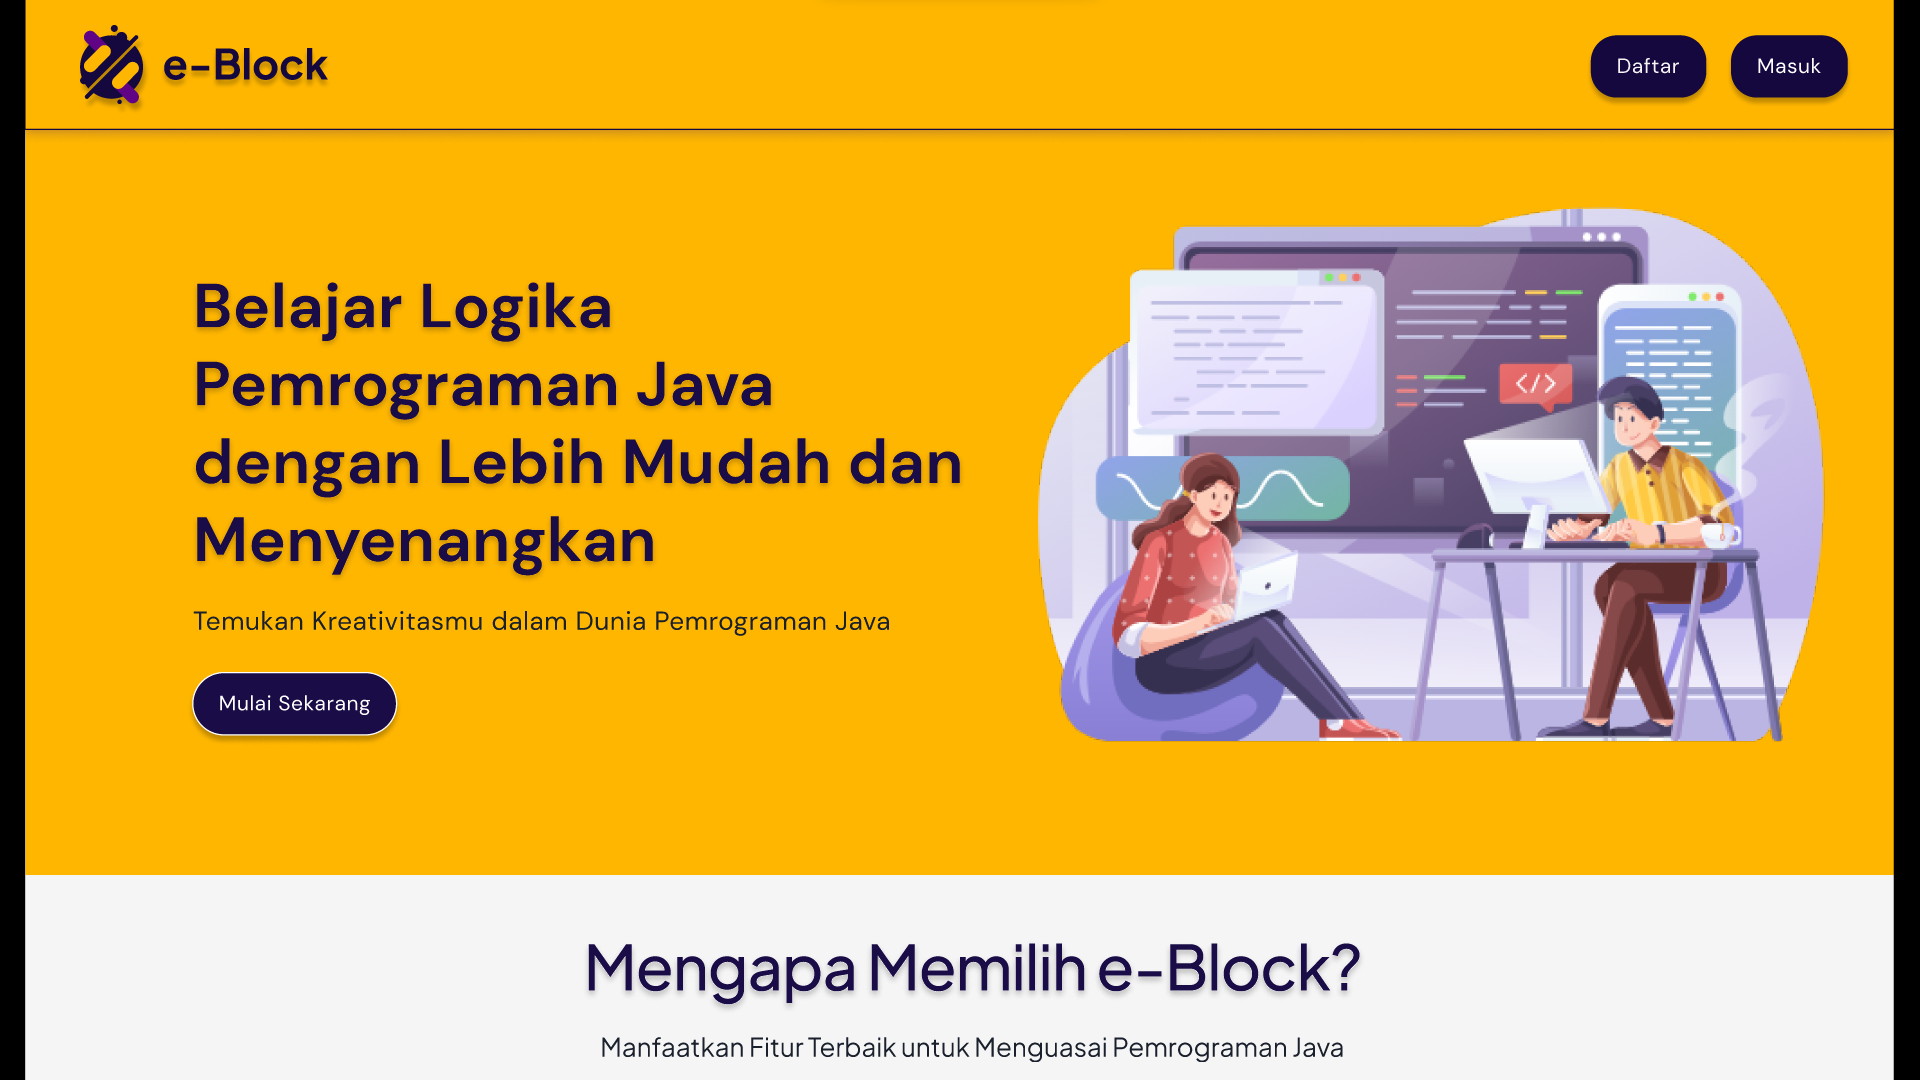 e-Block
Daftar
Masuk
Belajar Logika
Pemrograman Java
dengan Lebih Mudah dan
Menyenangkan
Temukan Kreativitasmu dalam Dunia Pemrograman Java
Mulai Sekarang
</>
Mengapa Memilih e-Block?
Manfaatkan Fitur Terbaik untuk Menguasai Pemrograman Java